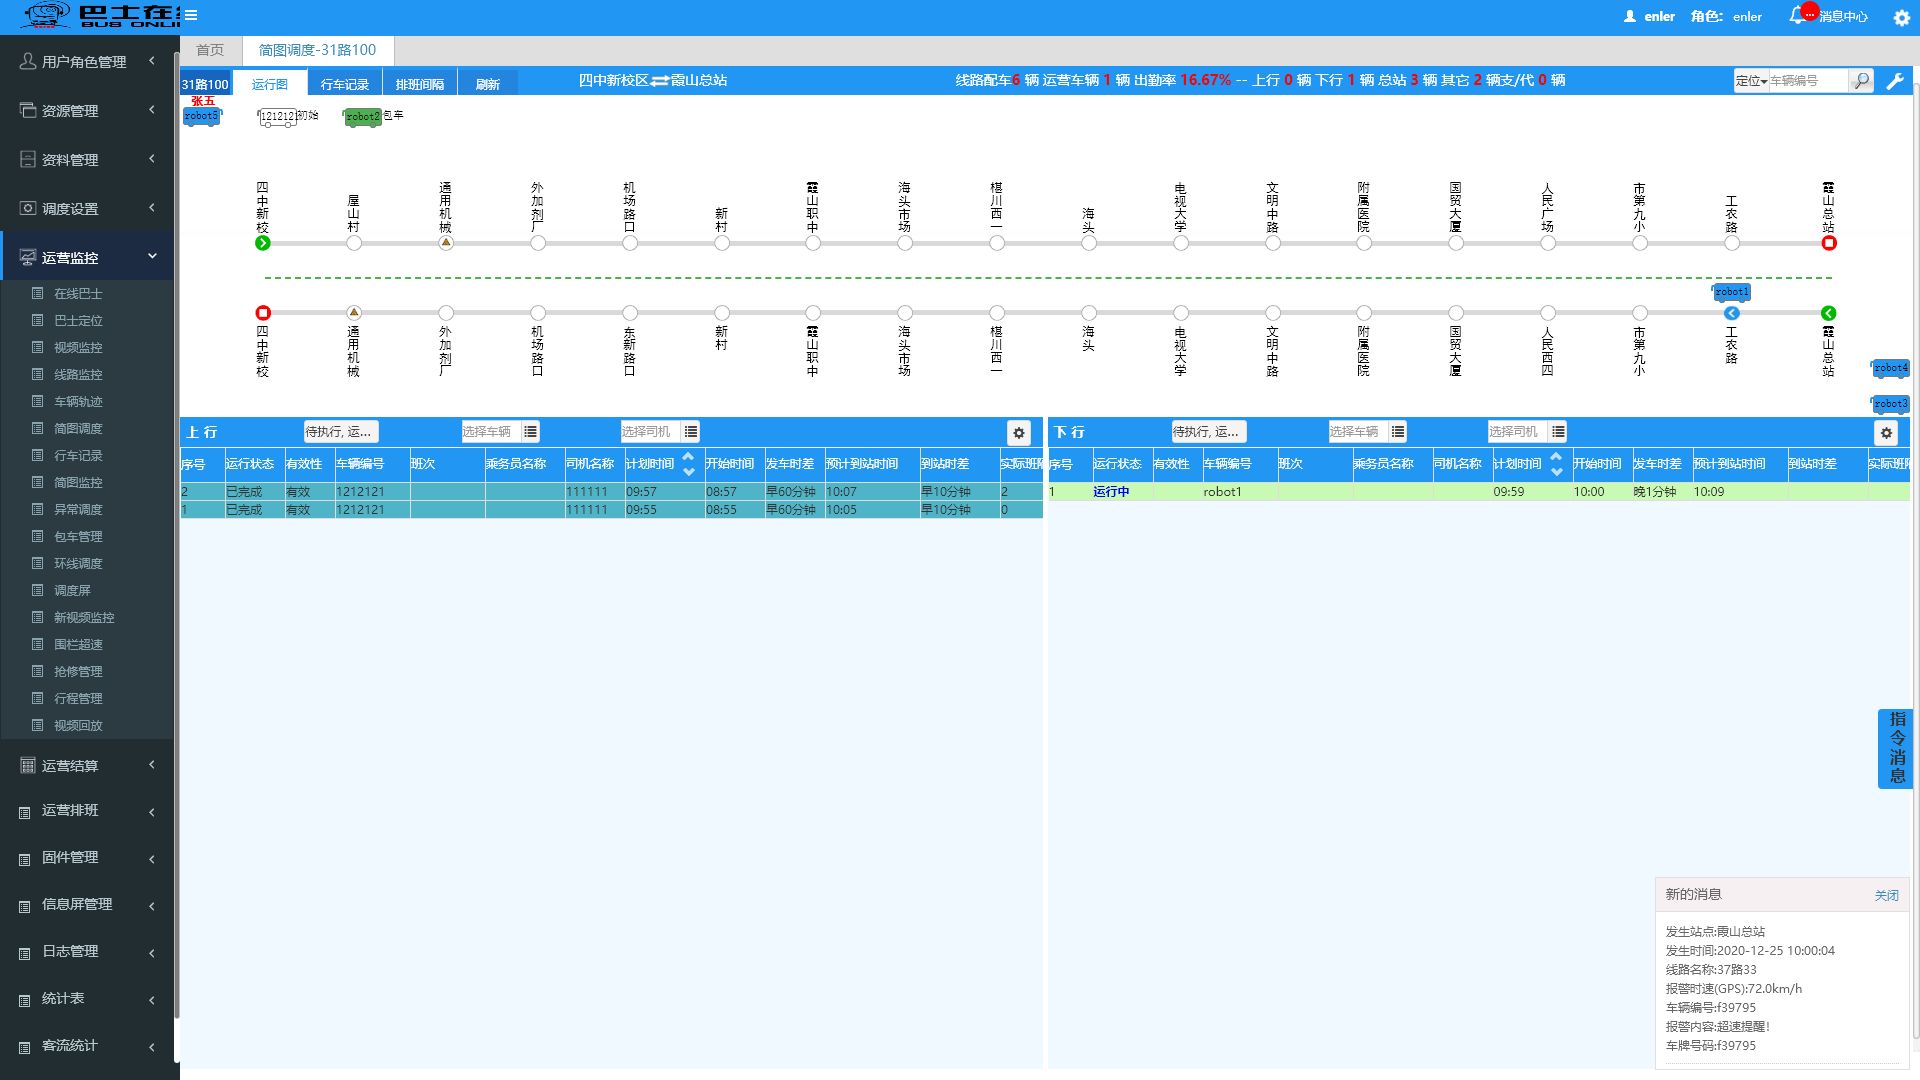 巴士在线
BUS ONLI
enler 角色: enler ... 消息中心
用户角色管理
资源管理
资料管理
调度设置
运营监控
在线巴士
巴士定位
视频监控
线路监控
车辆轨迹
简图调度
行车记录
简图监控
异常调度
包车管理
环线调度
调度屏
新视频监控
围栏超速
抢修管理
行程管理
视频回放
运营结算
运营排班
固件管理
信息屏管理
日志管理
统计表
客流统计
首页 简图调度-31路100
31路100 运行图 行车记录 排班间隔 刷新 四中新校区⇌霞山总站 线路配车6 辆 运营车辆 1 辆 出勤率 16.67% -- 上行 0 辆 下行 1 辆 总站 3 辆 其它 2 辆支/代 0 辆 定位 车辆编号
张五
robot5 1212121 初始 robot2 包车
四中新校 屋山村 通用机械 外加剂厂 机场路口 新村 霞山职中 海头市场 椹川西一 海头 电视大学 文明中路 附属医院 国贸大厦 人民广场 市第九小 工农路 霞山总站
robot1
四中新校 通用机械 外加剂厂 机场路口 东新路口 新村 霞山职中 海头市场 椹川西一 海头 电视大学 文明中路 附属医院 国贸大厦 人民西四 市第九小 工农路 霞山总站
robot4
robot3
上 行 待执行, 运... 选择车辆 选择司机
序号 运行状态 有效性 车辆编号 班次 乘务员名称 司机名称 计划时间 开始时间 发车时差 预计到站时间 到站时差 实际班
2 已完成 有效 1212121 111111 09:57 08:57 早60分钟 10:07 早10分钟 2
1 已完成 有效 1212121 111111 09:55 08:55 早60分钟 10:05 早10分钟 0
下 行 待执行, 运... 选择车辆 选择司机
序号 运行状态 有效性 车辆编号 班次 乘务员名称 司机名称 计划时间 开始时间 发车时差 预计到站时间 到站时差 实际班
1 运行中 robot1 09:59 10:00 晚1分钟 10:09
指令消息
新的消息 关闭
发生站点:霞山总站
发生时间:2020-12-25 10:00:04
线路名称:37路33
报警时速(GPS):72.0km/h
车辆编号:f39795
报警内容:超速提醒!
车牌号码:f39795